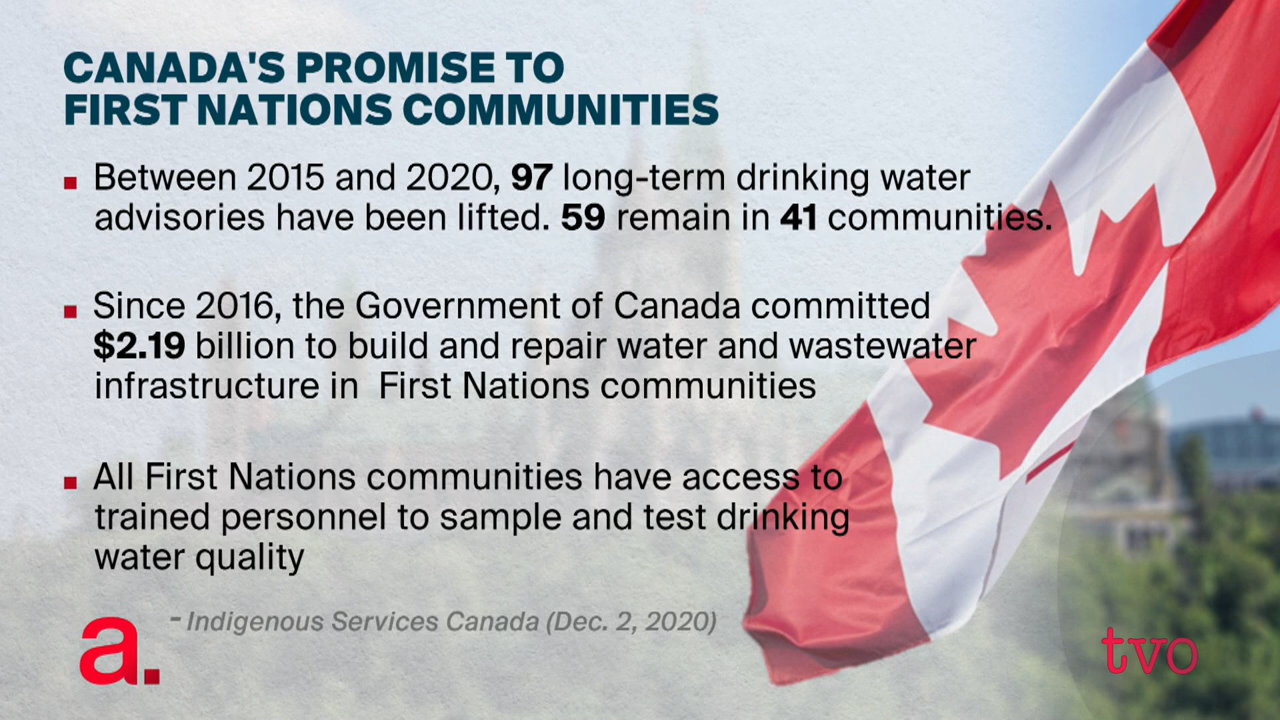 CANADA'S PROMISE TO
FIRST NATIONS COMMUNITIES
Between 2015 and 2020, 97 long-term drinking water
advisories have been lifted. 59 remain in 41 communities.
Since 2016, the Government of Canada committed
$2.19 billion to build and repair water and wastewater
infrastructure in  First Nations communities
All First Nations communities have access to
trained personnel to sample and test drinking
water quality
- Indigenous Services Canada (Dec. 2, 2020)
a.
tvo